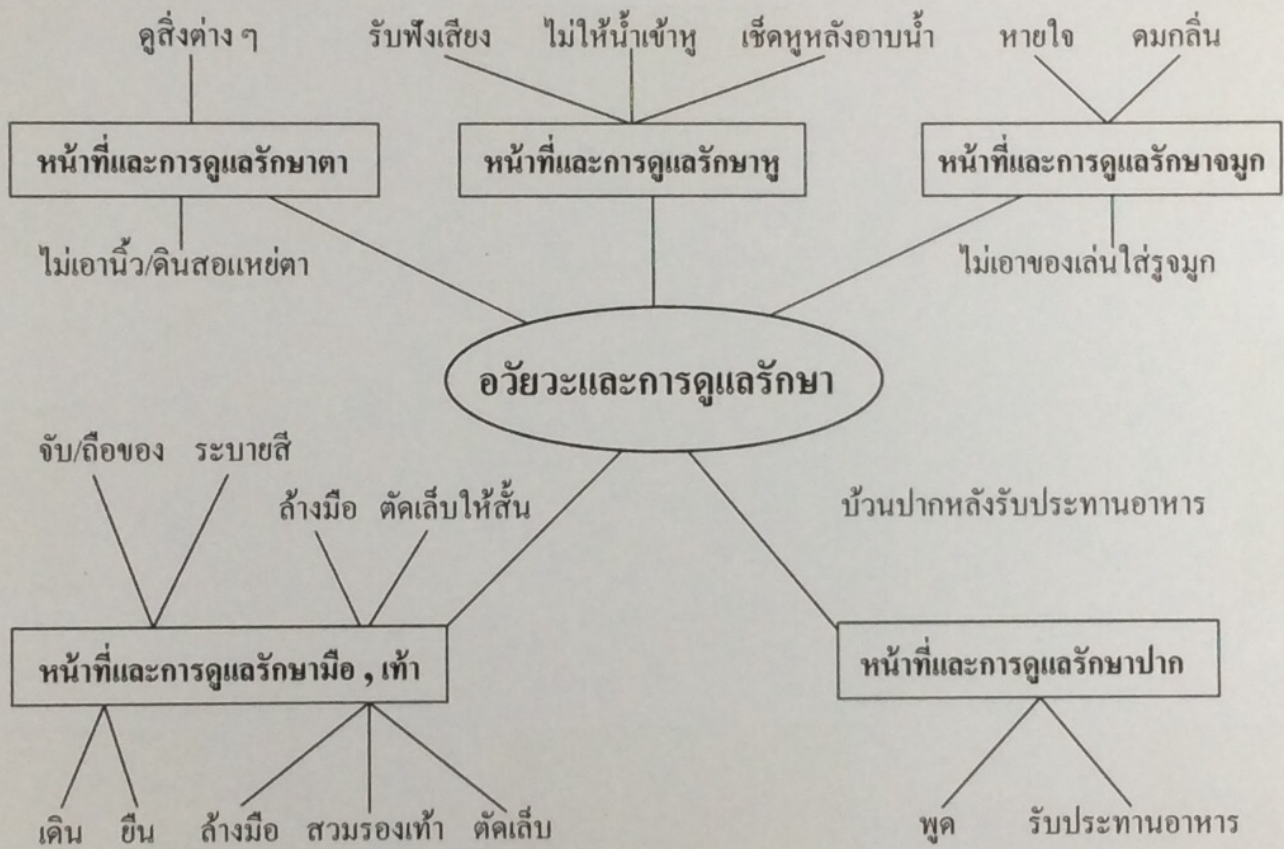 ดูสิ่งต่าง ๆ รับฟังเสียง ไม่ให้น้ำเข้าหู เช็ดหูหลังอาบน้ำ หายใจ ดมกลิ่น
หน้าที่และการดูแลรักษาตา หน้าที่และการดูแลรักษาหู หน้าที่และการดูแลรักษาจมูก
ไม่เอานิ้ว/ดินสอแหย่ตา ไม่เอาของเล่นใส่รูจมูก
อวัยวะและการดูแลรักษา
จับ/ถือของ ระบายสี
ล้างมือ ตัดเล็บให้สั้น บ้วนปากหลังรับประทานอาหาร
หน้าที่และการดูแลรักษามือ , เท้า หน้าที่และการดูแลรักษาปาก
เดิน ยืน ล้างมือ สวมรองเท้า ตัดเล็บ พูด รับประทานอาหาร